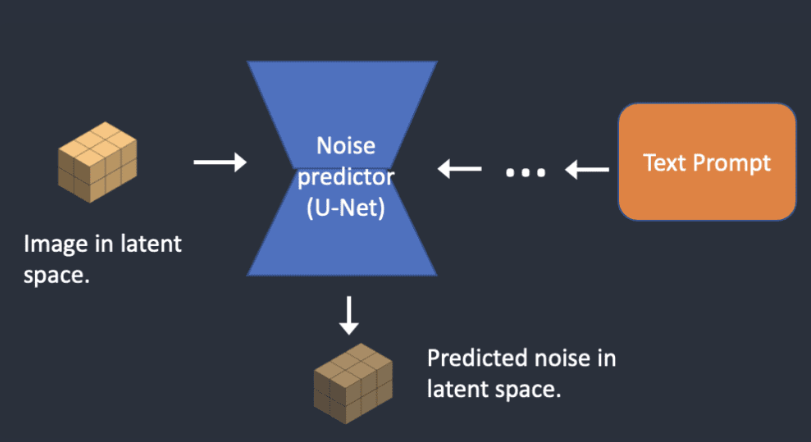 Noise
predictor
(U-Net)
...
Text Prompt
Image in latent
space.
Predicted noise in
latent space.